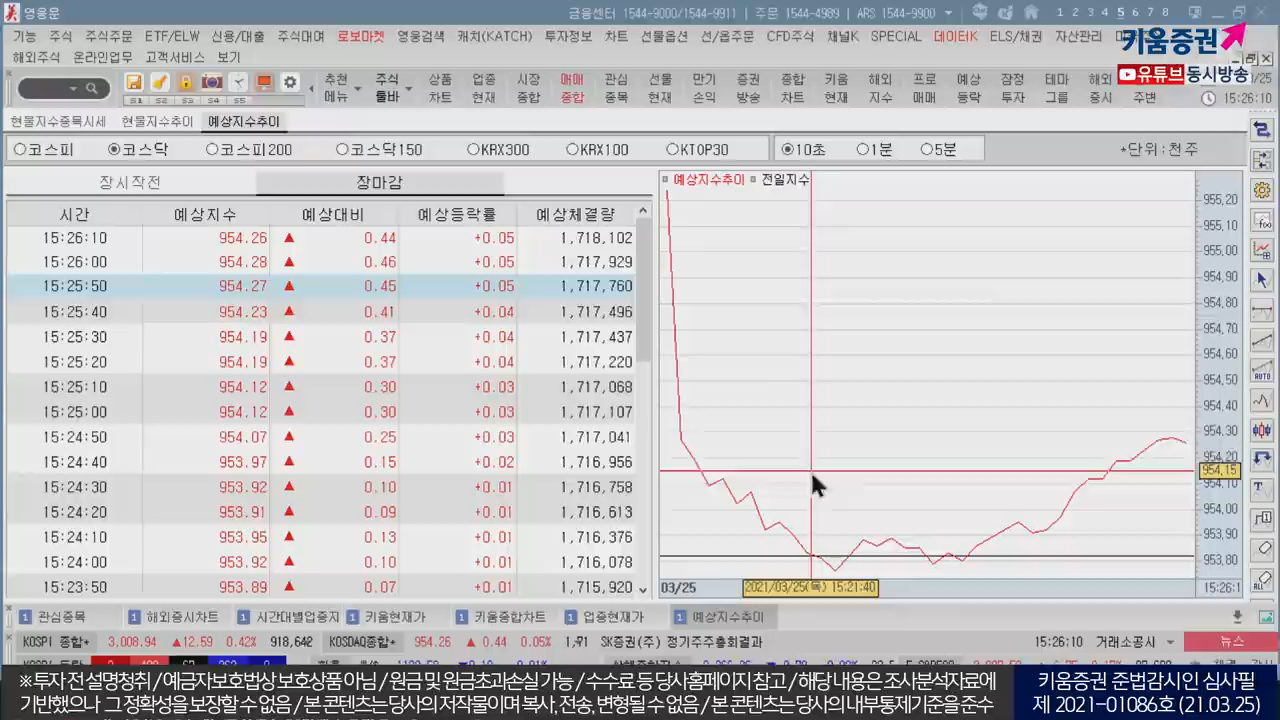 영웅문
금융센터 1544-9000/1544-9911 | 주문 1544-4989 | ARS 1544-9900
1 2 3 4 5 6 7 8
기능 주식 주식주문 ETF/ELW 신용/대출 주식대여 로보마켓 영웅검색 캐치(KATCH) 투자정보 차트 선물옵션 선/옵주문 CFD주식 채널K SPECIAL 데이터K ELS/채권 자산관리
키움증권
해외주식 온라인업무 고객서비스 보기
유튜브 동시방송
추천 메뉴 주식 툴바 상품 차트 업종 현재 시장 종합 매매 종합 관심 종목 선물 현재 만기 손익 증권 방송 종합 차트 키움 현재 해외 지수 프로 매매 예상 등락 잠정 투자 테마 그룹 해외 증시 주변
S1 S2 S3 S4 S5
15:26:10
현물지수종목시세 현물지수추이 예상지수추이
코스피 코스닥 코스피200 코스닥150 KRX300 KRX100 KTOP30 10초 1분 5분 *단위:천주
장시작전 장마감
예상지수추이 전일지수
시간 예상지수 예상대비 예상등락률 예상체결량
15:26:10 954.26 ▲ 0.44 +0.05 1,718,102
15:26:00 954.28 ▲ 0.46 +0.05 1,717,929
15:25:50 954.27 ▲ 0.45 +0.05 1,717,760
15:25:40 954.23 ▲ 0.41 +0.04 1,717,496
15:25:30 954.19 ▲ 0.37 +0.04 1,717,437
15:25:20 954.19 ▲ 0.37 +0.04 1,717,220
15:25:10 954.12 ▲ 0.30 +0.03 1,717,068
15:25:00 954.12 ▲ 0.30 +0.03 1,717,107
15:24:50 954.07 ▲ 0.25 +0.03 1,717,041
15:24:40 953.97 ▲ 0.15 +0.02 1,716,956
15:24:30 953.92 ▲ 0.10 +0.01 1,716,758
15:24:20 953.91 ▲ 0.09 +0.01 1,716,613
15:24:10 953.95 ▲ 0.13 +0.01 1,716,376
15:24:00 953.92 ▲ 0.10 +0.01 1,716,078
15:23:50 953.89 ▲ 0.07 +0.01 1,715,920
955,20
955,10
955,00
954,90
954,80
954,70
954,60
954,50
954,40
954,30
954,20
954,15
954,10
954,00
953,90
953,80
03/25 2021/03/25(목) 15:21:40 15:26:1
1 관심종목 1 해외증시차트 1 시간대별업종지 1 키움현재가 1 키움종합차트 1 업종현재가 1 예상지수추이
KOSPI 종합* 3,008.94 ▲12.59 0.42% 918,642 KOSDAQ종합* 954.26 ▲ 0.44 0.05% SK증권(주) 정기주주총회결과 15:26:10 거래소공시 뉴스
※ 투자 전 설명청취 / 예금자보호법상 보호상품 아님 / 원금 및 원금초과손실 가능 / 수수료 등 당사홈페이지 참고 / 해당 내용은 조사분석자료에
기반했으나 그 정확성을 보장할 수 없음 / 본 콘텐츠는 당사의 저작물이며 복사, 전송, 변형될 수 없음 / 본 콘텐츠는 당사의 내부통제기준을 준수
키움증권 준법감시인 심사필
제 2021-01086호 (21.03.25)